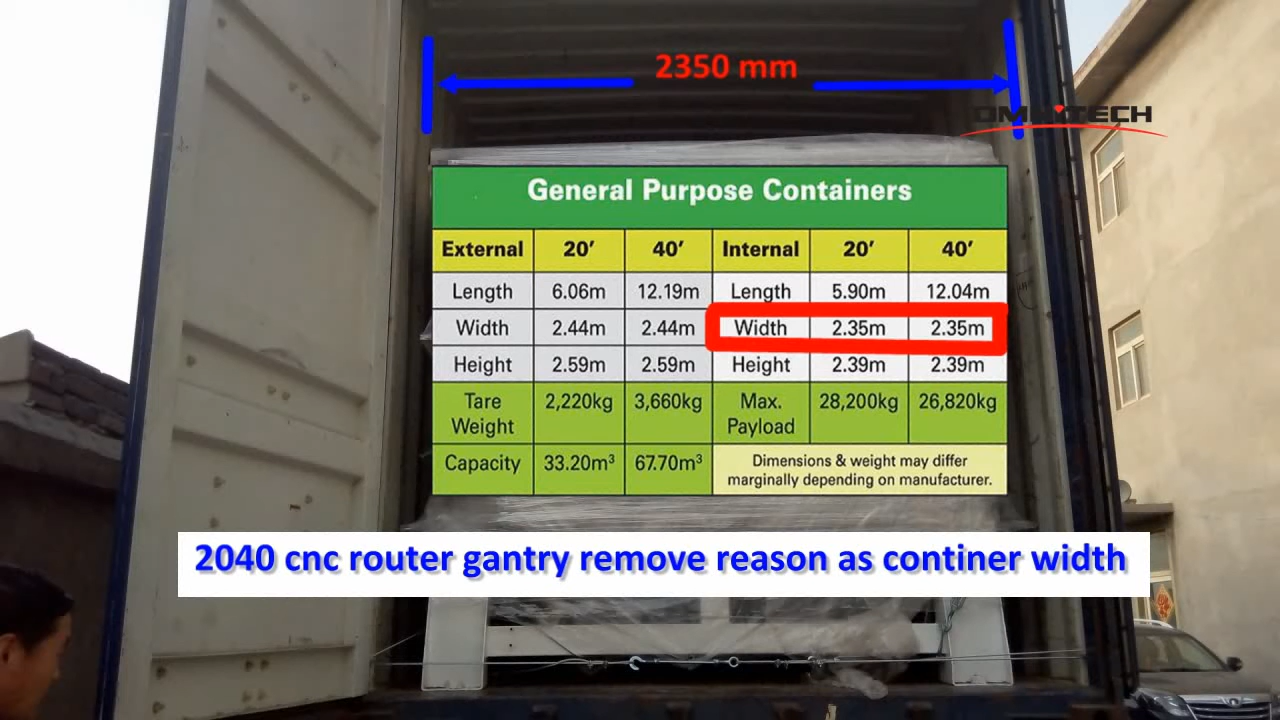 2350 mm
TECH
General Purpose Containers
External 20′ 40′ Internal 20′ 40′
Length 6.06m 12.19m Length 5.90m 12.04m
Width 2.44m 2.44m Width 2.35m 2.35m
Height 2.59m 2.59m Height 2.39m 2.39m
Tare Weight 2,220kg 3,660kg Max. Payload 28,200kg 26,820kg
Capacity 33.20m³ 67.70m³ Dimensions & weight may differ
marginally depending on manufacturer.
2040 cnc router gantry remove reason as continer width